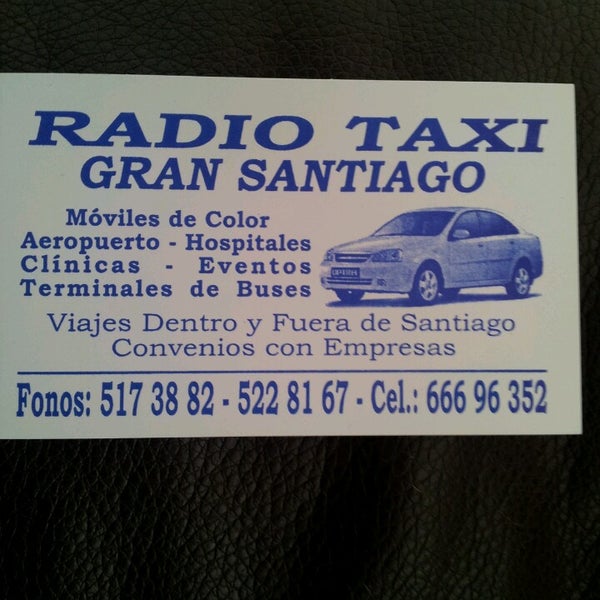 RADIO TAXI
GRAN SANTIAGO
Móviles de Color
Aeropuerto - Hospitales
Clínicas - Eventos
Terminales de Buses
OPTRA
Viajes Dentro y Fuera de Santiago
Convenios con Empresas
Fonos: 517 38 82 - 522 81 67 - Cel.: 666 96 352